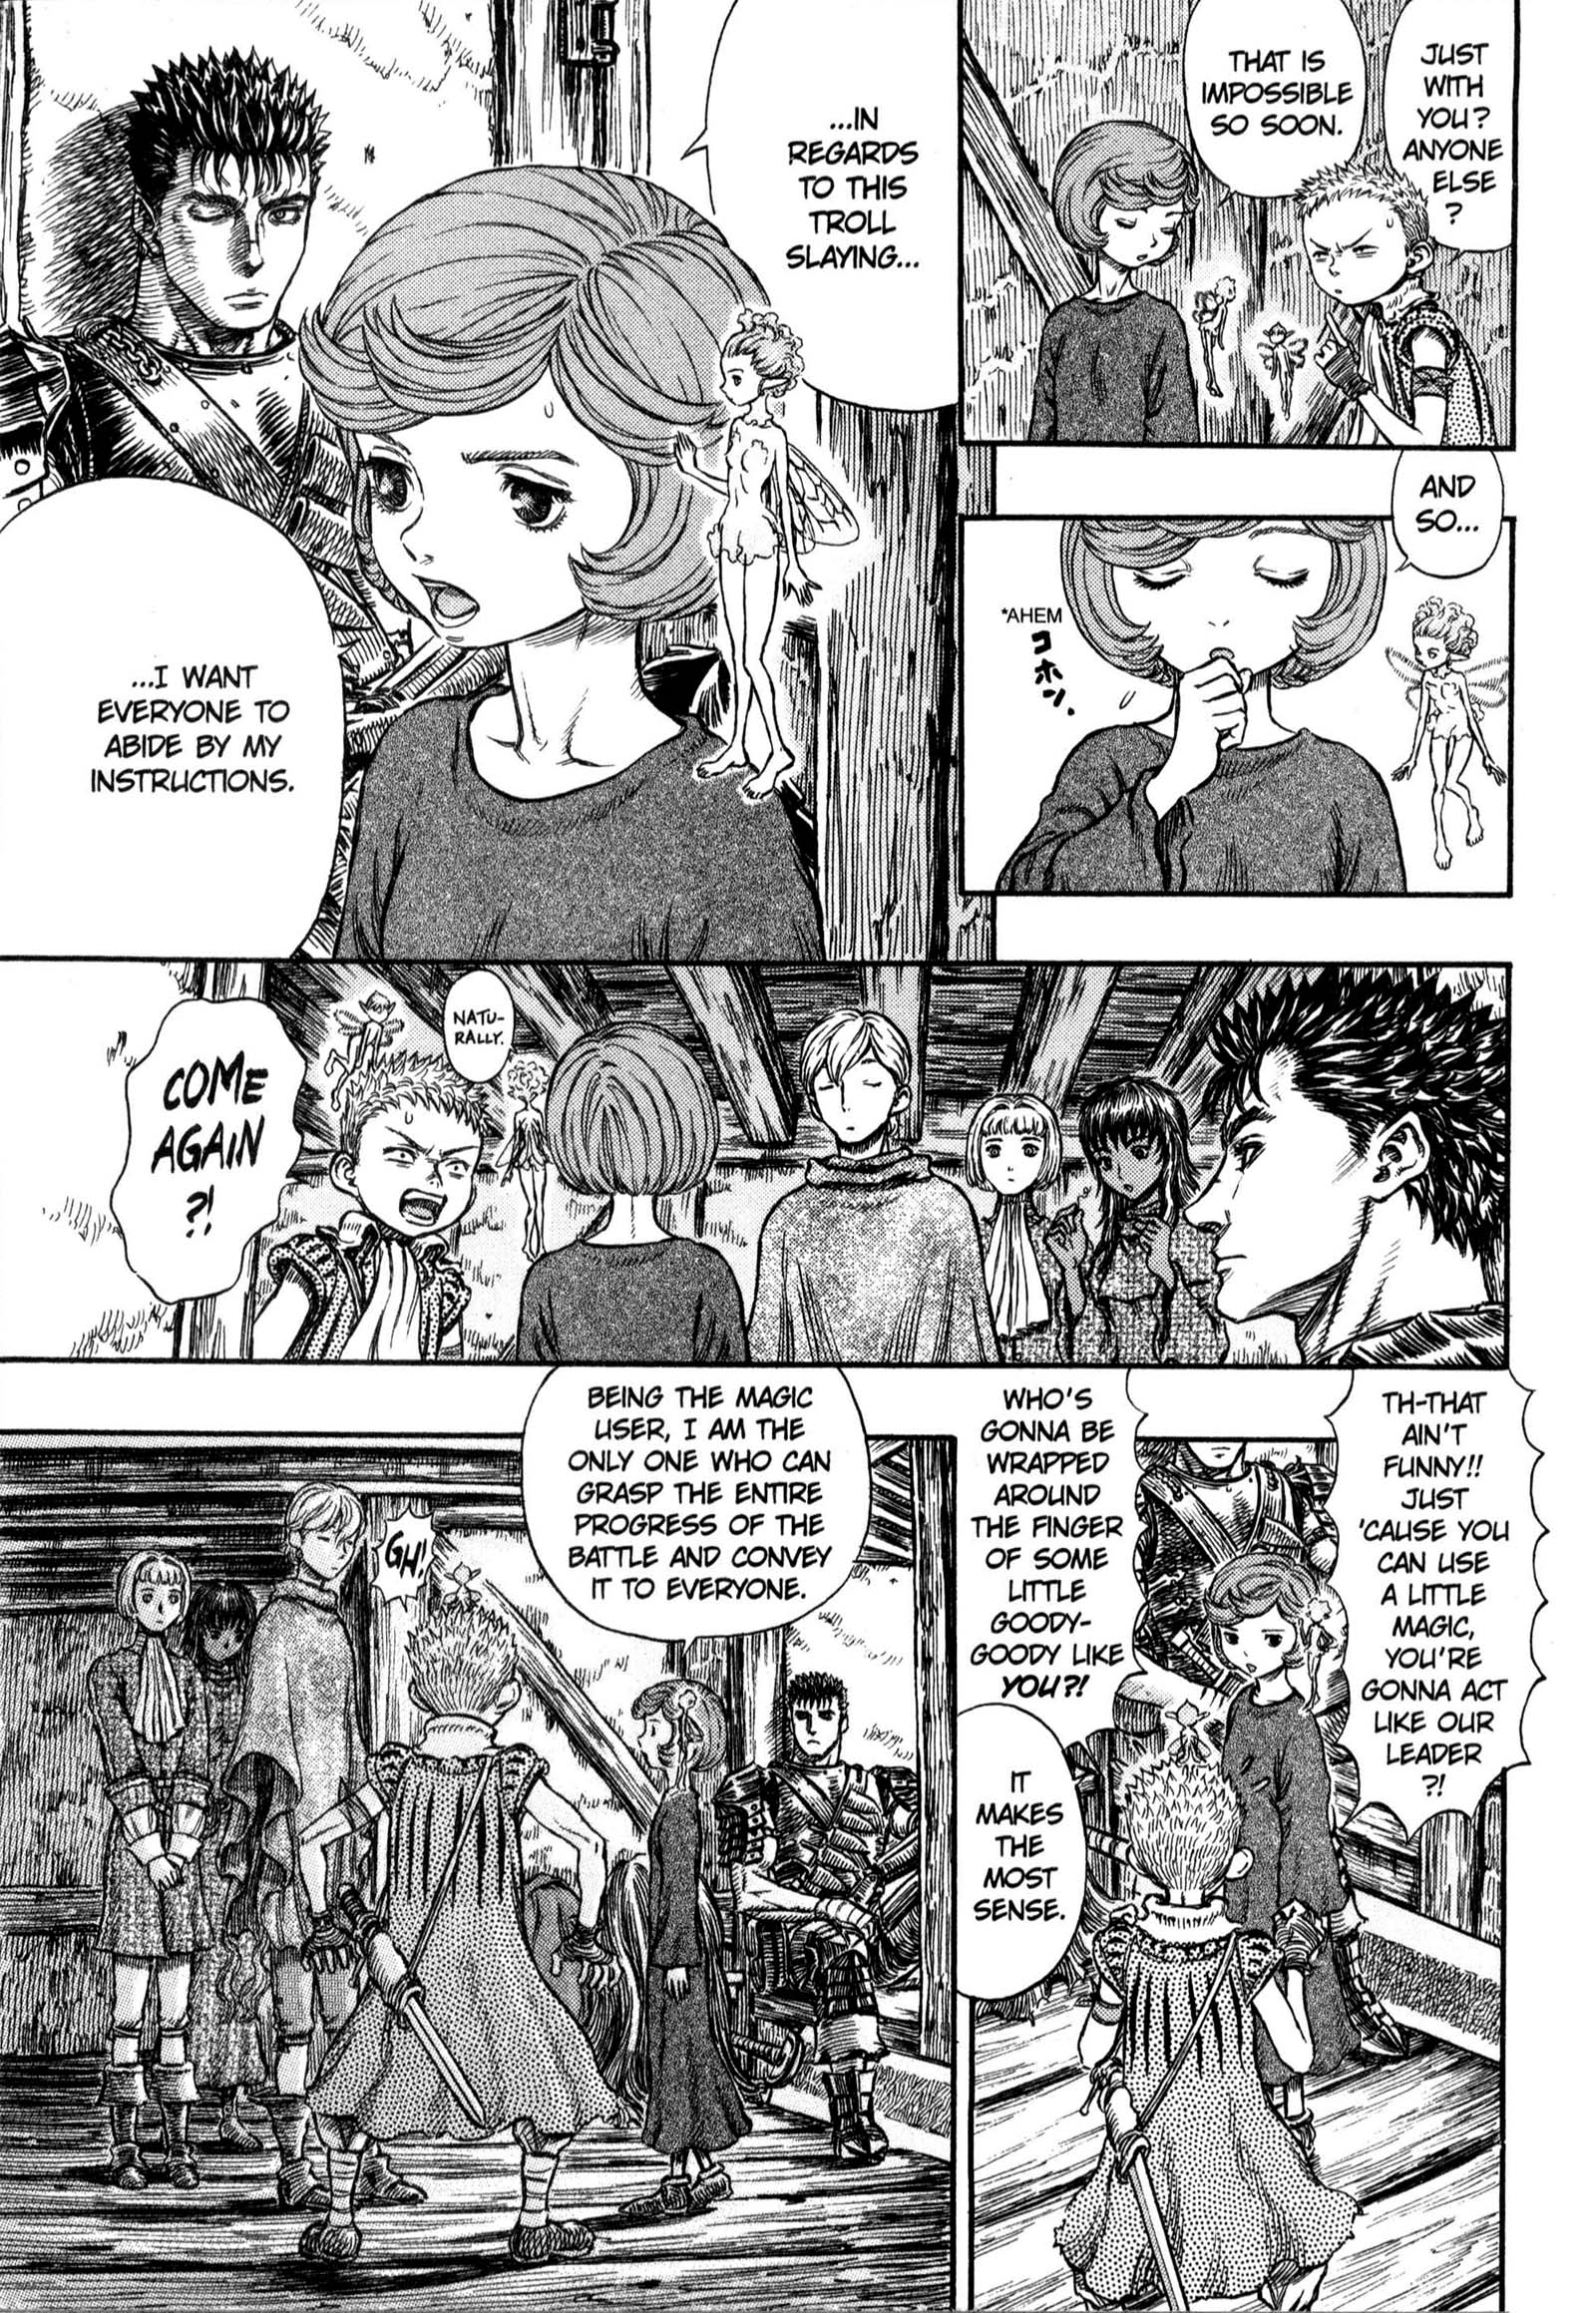 JUST
WITH
YOU?
ANYONE
ELSE
?
THAT IS
IMPOSSIBLE
SO SOON.
AND
SO...
*AHEM
コホン、
...IN
REGARDS
TO THIS
TROLL
SLAYING...
...I WANT
EVERYONE TO
ABIDE BY MY
INSTRUCTIONS.
NATU-
RALLY.
COME
AGAIN
?!
TH-THAT
AIN'T
FUNNY!!
JUST
'CAUSE YOU
CAN USE
A LITTLE
MAGIC,
YOU'RE
GONNA ACT
LIKE OUR
LEADER
?!
WHO'S
GONNA BE
WRAPPED
AROUND
THE FINGER
OF SOME
LITTLE
GOODY-
GOODY LIKE
YOU?!
IT
MAKES
THE
MOST
SENSE.
BEING THE MAGIC
USER, I AM THE
ONLY ONE WHO CAN
GRASP THE ENTIRE
PROGRESS OF THE
BATTLE AND CONVEY
IT TO EVERYONE.
GH!